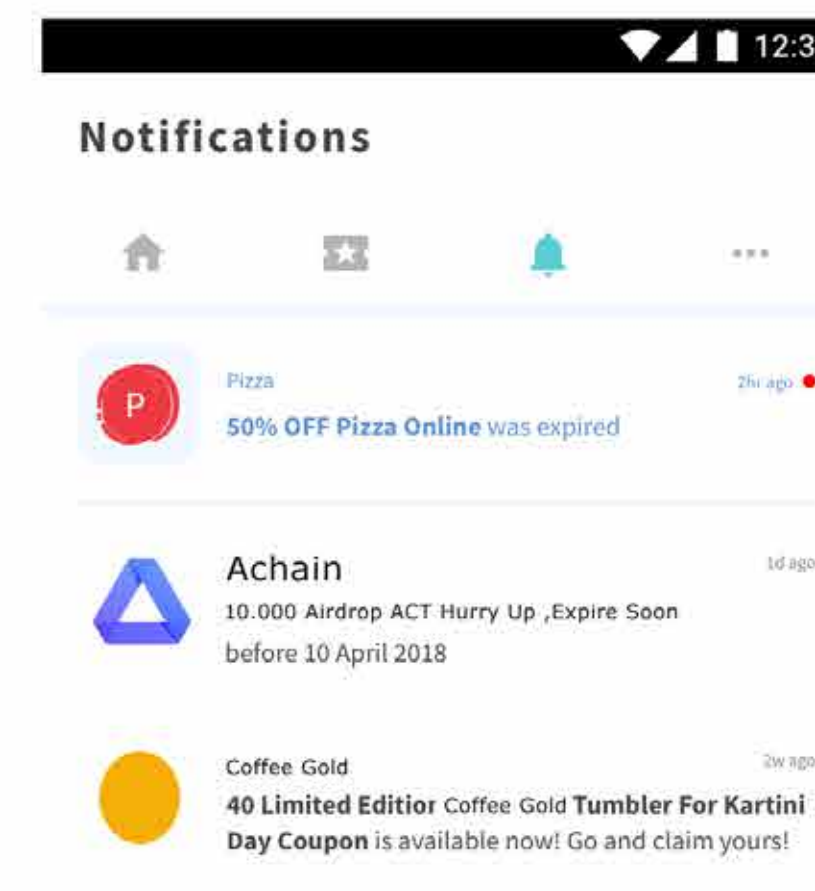 12:3
Notifications
Pizza
2hr ago
P
50% OFF Pizza Online was expired
Achain
1d ago
10.000 Airdrop ACT Hurry Up ,Expire Soon
before 10 April 2018
Coffee Gold
2w ago
40 Limited Editior Coffee Gold Tumbler For Kartini
Day Coupon is available now! Go and claim yours!